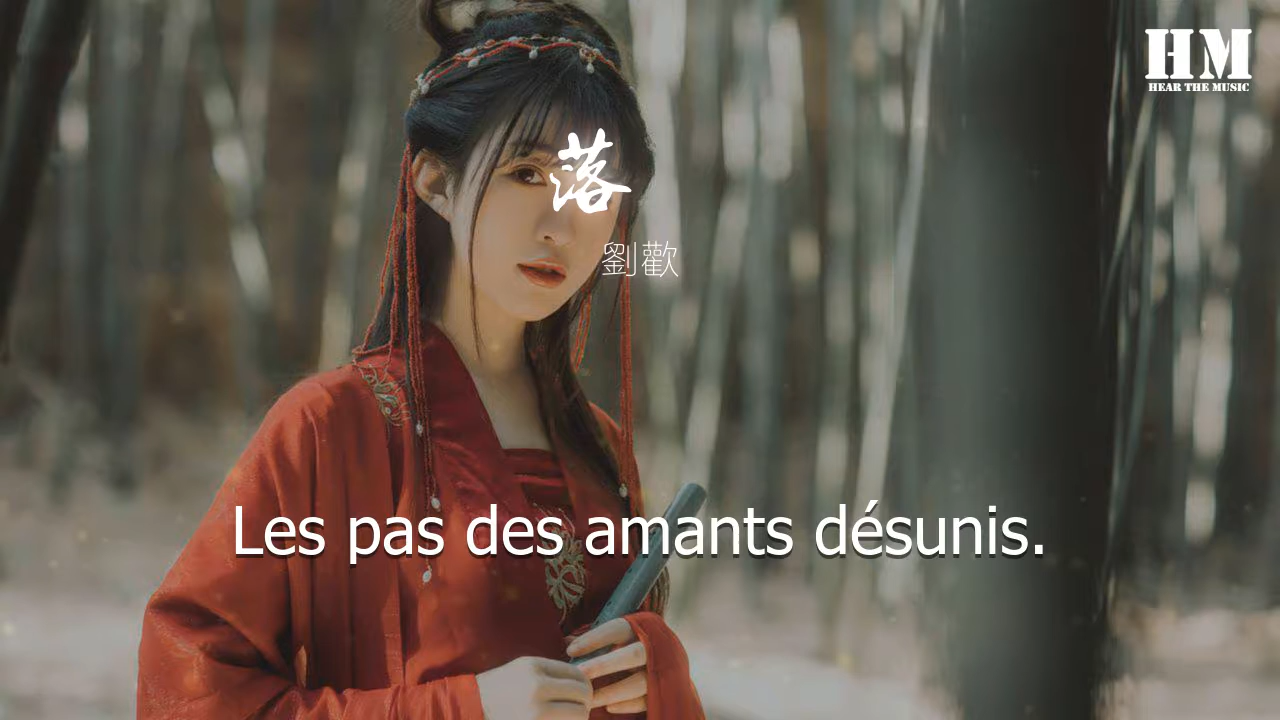 HM
HEAR THE MUSIC
落
劉歡
Les pas des amants désunis.